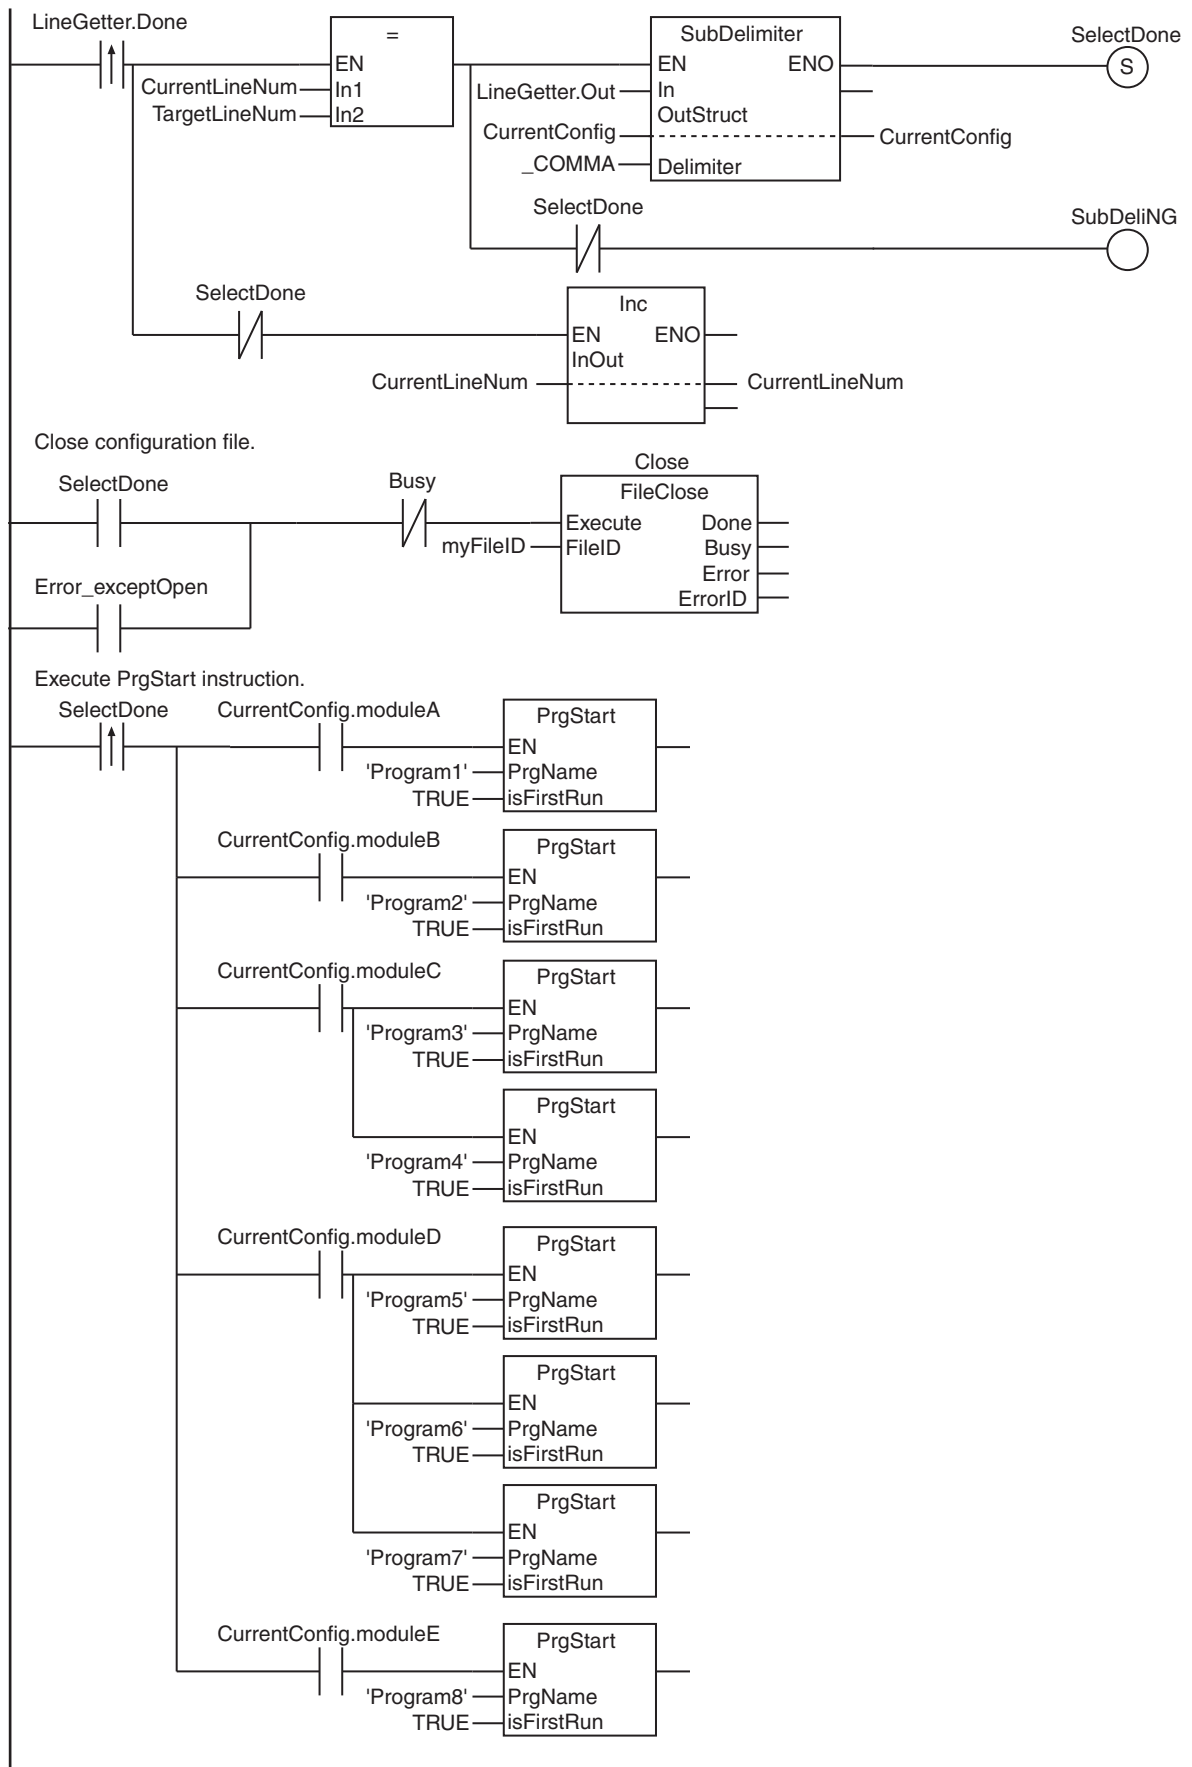 LineGetter.Done
=
EN
CurrentLineNum In1
TargetLineNum In2
SubDelimiter
EN ENO
LineGetter.Out In
OutStruct
CurrentConfig CurrentConfig
_COMMA Delimiter
SelectDone
S
SelectDone
SubDeliNG
SelectDone
Inc
EN ENO
InOut
CurrentLineNum CurrentLineNum
Close configuration file.
SelectDone
Busy
Close
FileClose
Execute Done
myFileID FileID Busy
Error
ErrorID
Error_exceptOpen
Execute PrgStart instruction.
SelectDone
CurrentConfig.moduleA
PrgStart
EN
'Program1' PrgName
TRUE isFirstRun
CurrentConfig.moduleB
PrgStart
EN
'Program2' PrgName
TRUE isFirstRun
CurrentConfig.moduleC
PrgStart
EN
'Program3' PrgName
TRUE isFirstRun
PrgStart
EN
'Program4' PrgName
TRUE isFirstRun
CurrentConfig.moduleD
PrgStart
EN
'Program5' PrgName
TRUE isFirstRun
PrgStart
EN
'Program6' PrgName
TRUE isFirstRun
PrgStart
EN
'Program7' PrgName
TRUE isFirstRun
CurrentConfig.moduleE
PrgStart
EN
'Program8' PrgName
TRUE isFirstRun